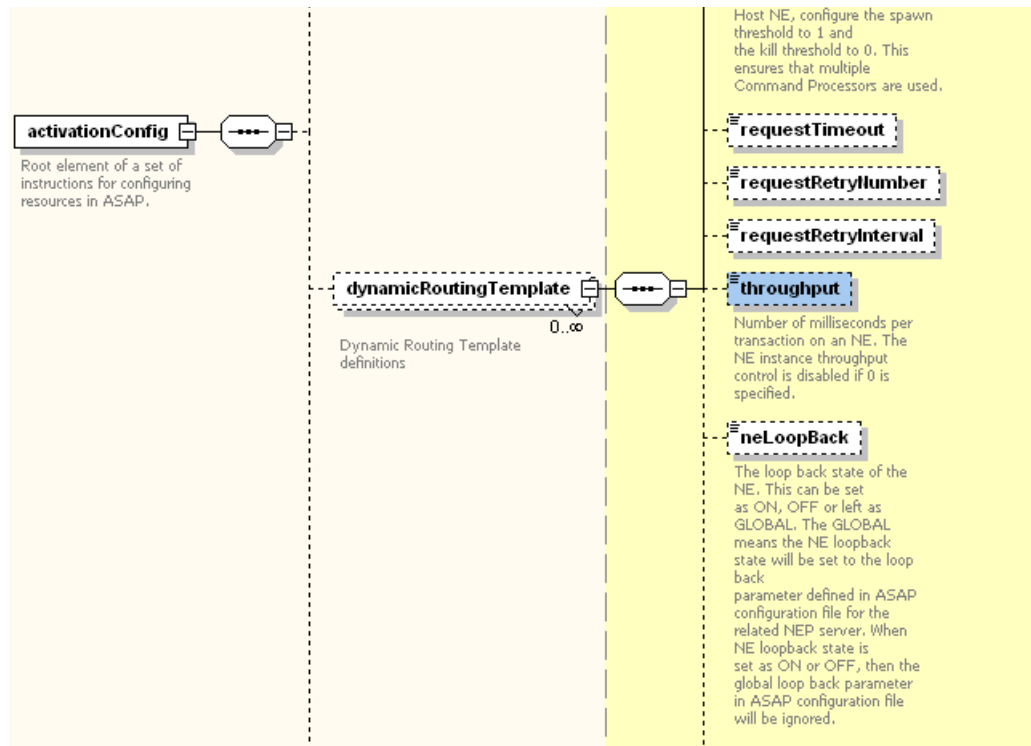 Host NE, configure the spawn
threshold to 1 and
the kill threshold to 0. This
ensures that multiple
Command Processors are used.
activationConfig
Root element of a set of
instructions for configuring
resources in ASAP.
requestTimeout
requestRetryNumber
requestRetryInterval
dynamicRoutingTemplate
0..∞
Dynamic Routing Template
definitions
throughput
Number of milliseconds per
transaction on an NE. The
NE instance throughput
control is disabled if 0 is
specified.
neLoopBack
The loop back state of the
NE. This can be set
as ON, OFF or left as
GLOBAL. The GLOBAL
means the NE loopback
state will be set to the loop
back
parameter defined in ASAP
configuration file for the
related NEP server. When
NE loopback state is
set as ON or OFF, then the
global loop back parameter
in ASAP configuration file
will be ignored.